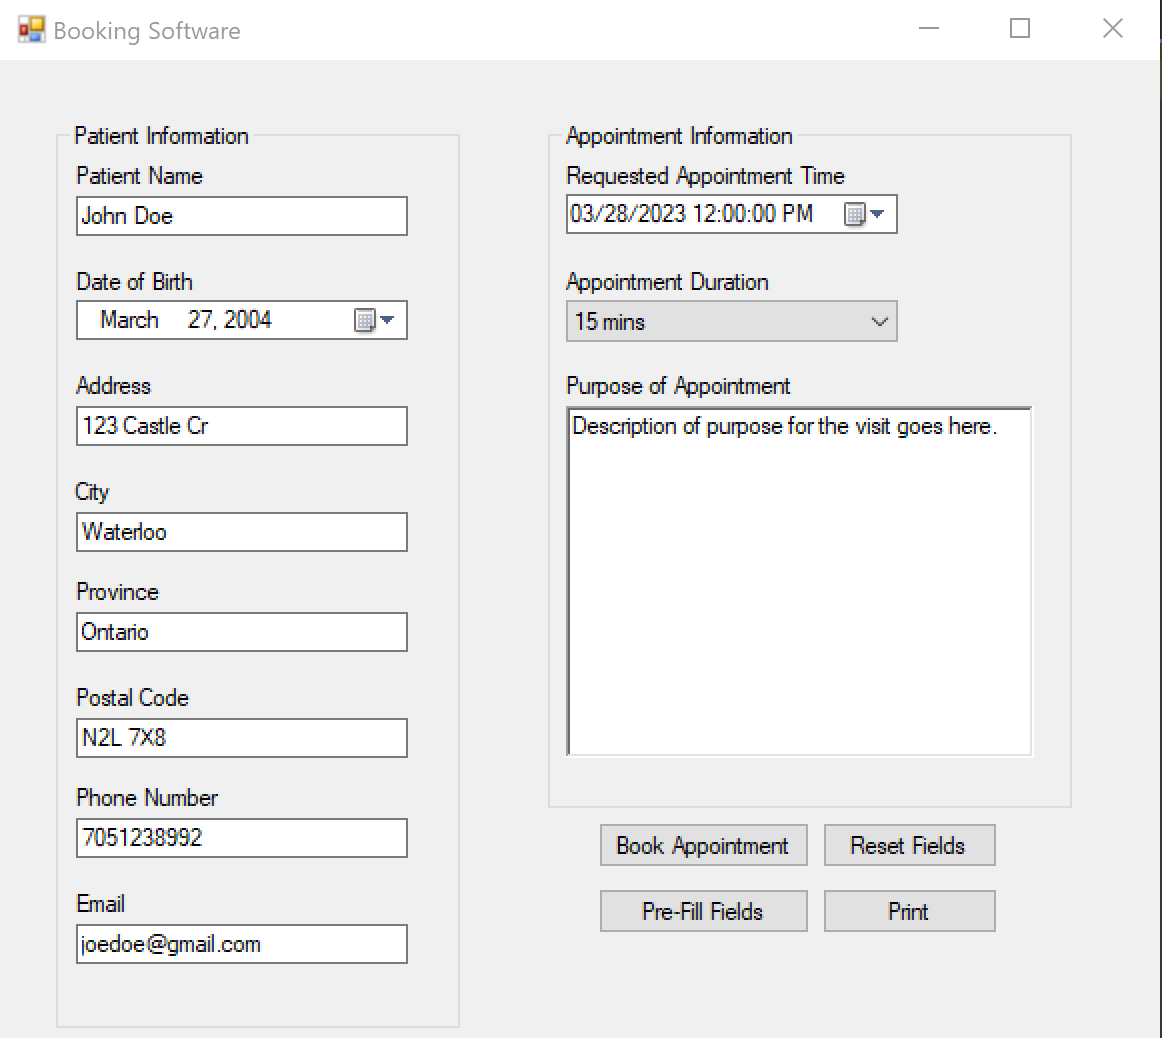 Booking Software
Patient Information
Patient Name
John Doe
Date of Birth
March 27, 2004
Address
123 Castle Cr
City
Waterloo
Province
Ontario
Postal Code
N2L 7X8
Phone Number
7051238992
Email
joedoe@gmail.com
Appointment Information
Requested Appointment Time
03/28/2023 12:00:00 PM
Appointment Duration
15 mins
Purpose of Appointment
Description of purpose for the visit goes here.
Book Appointment
Reset Fields
Pre-Fill Fields
Print